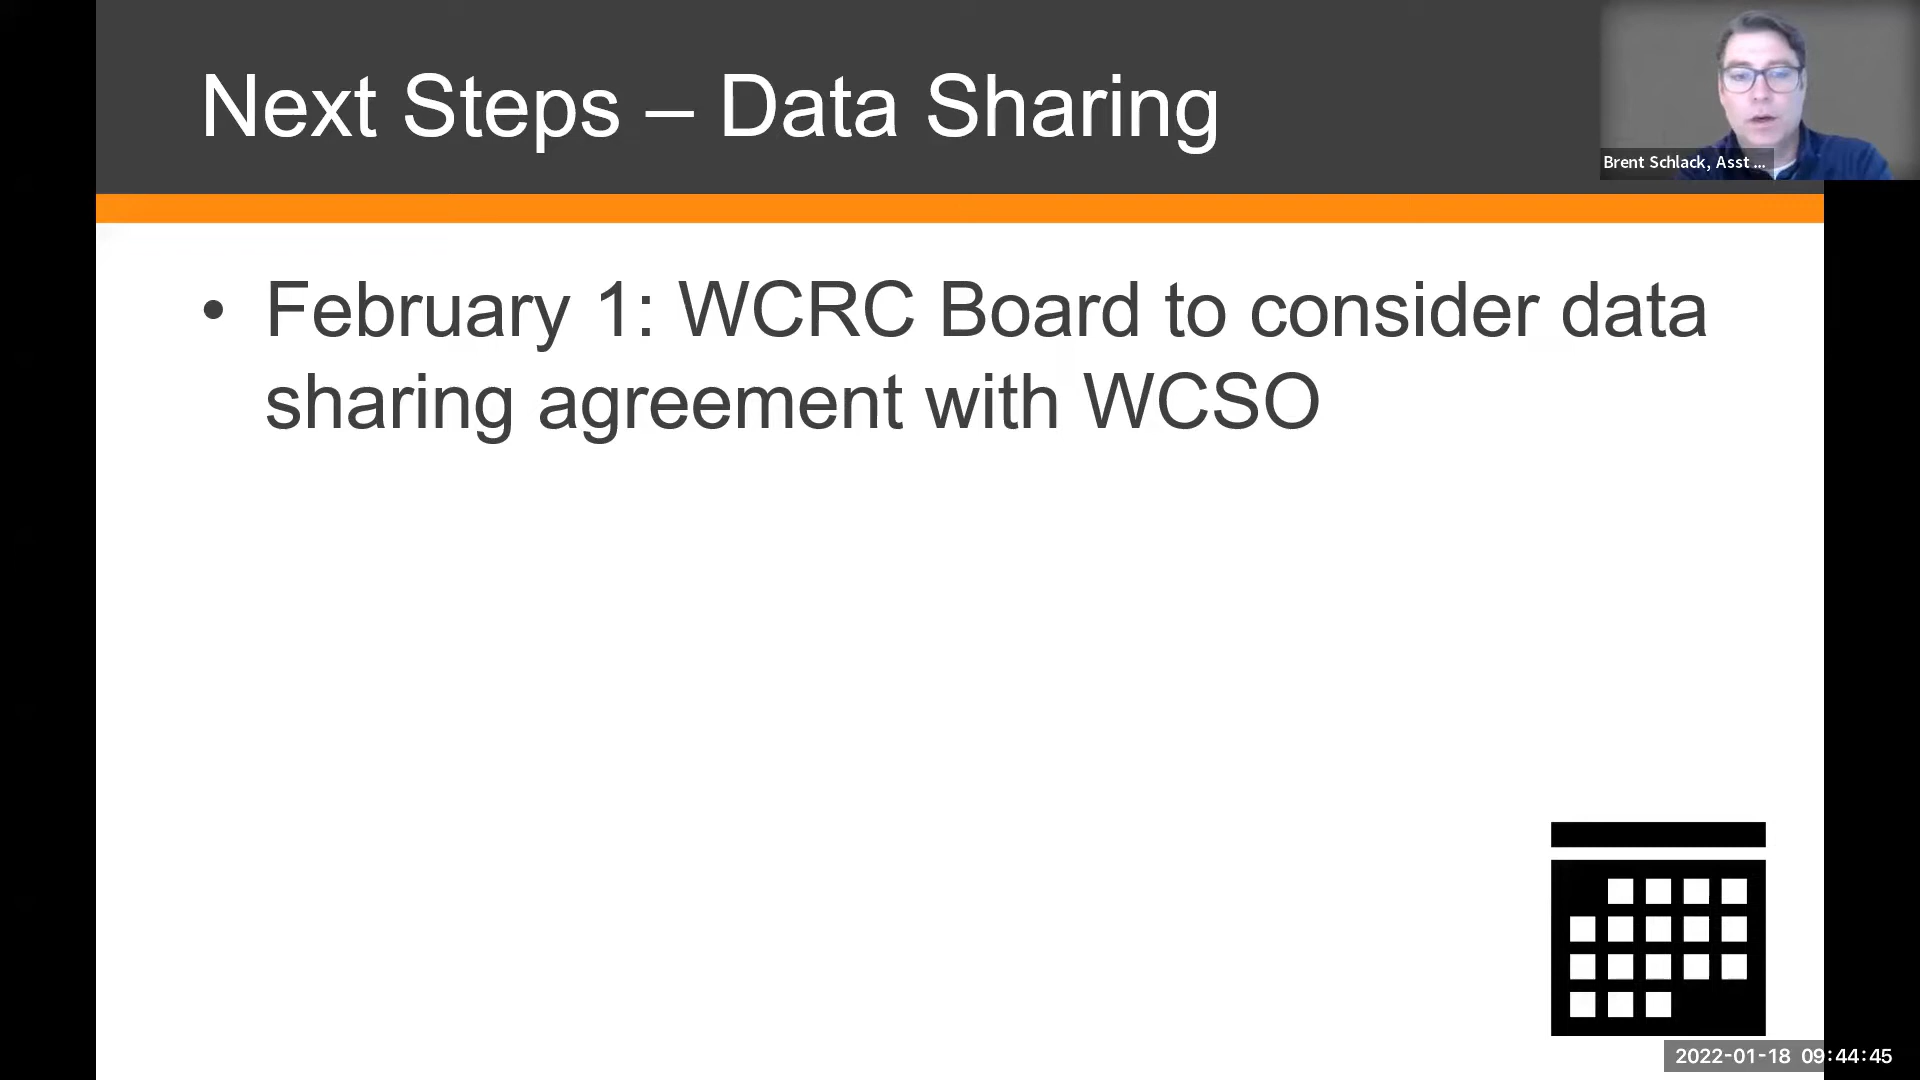 Next Steps – Data Sharing
Brent Schlack, Asst ...
• February 1: WCRC Board to consider data
sharing agreement with WCSO
2022-01-18 09:44:45